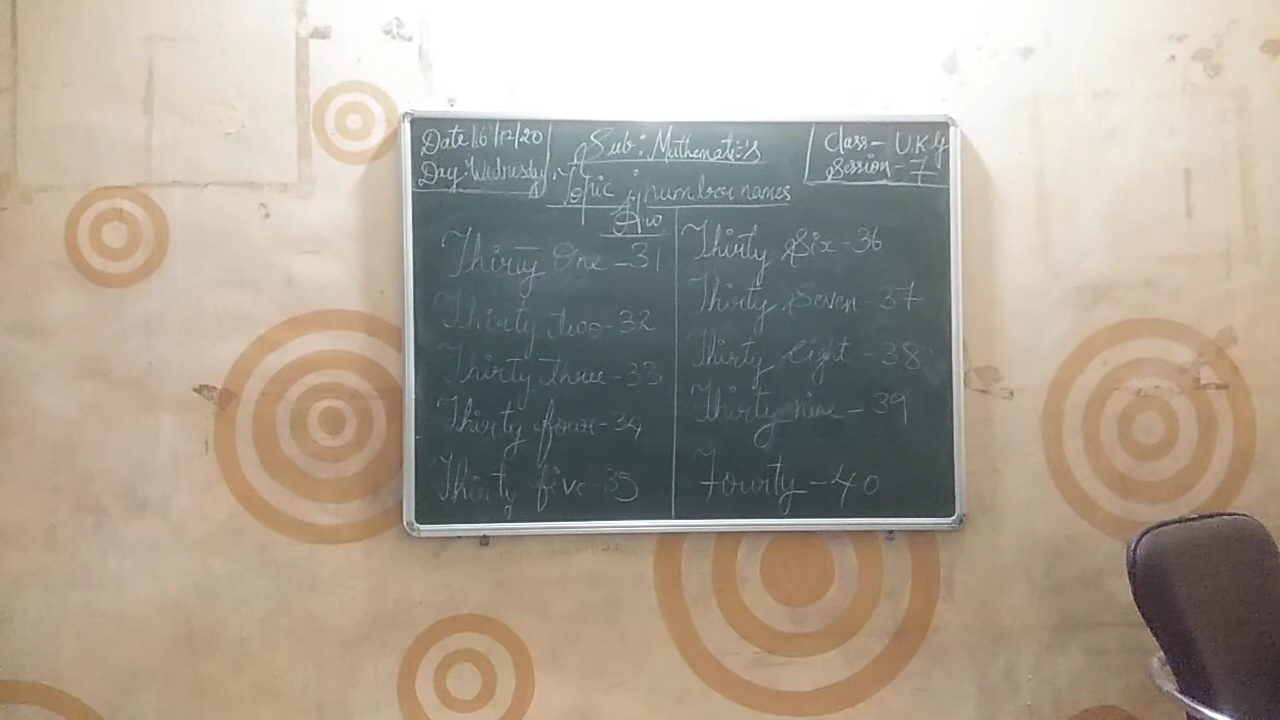 Date 16/12/20
Day: Wednesday
Sub: Mathematics
Class- U.K.G
Session - 7
Topic : number names
Thirty One - 31
Thirty two - 32
Thirty three - 33
Thirty four - 34
Thirty five - 35
Thirty Six - 36
Thirty Seven - 37
Thirty eight - 38
Thirty nine - 39
Fourty - 40